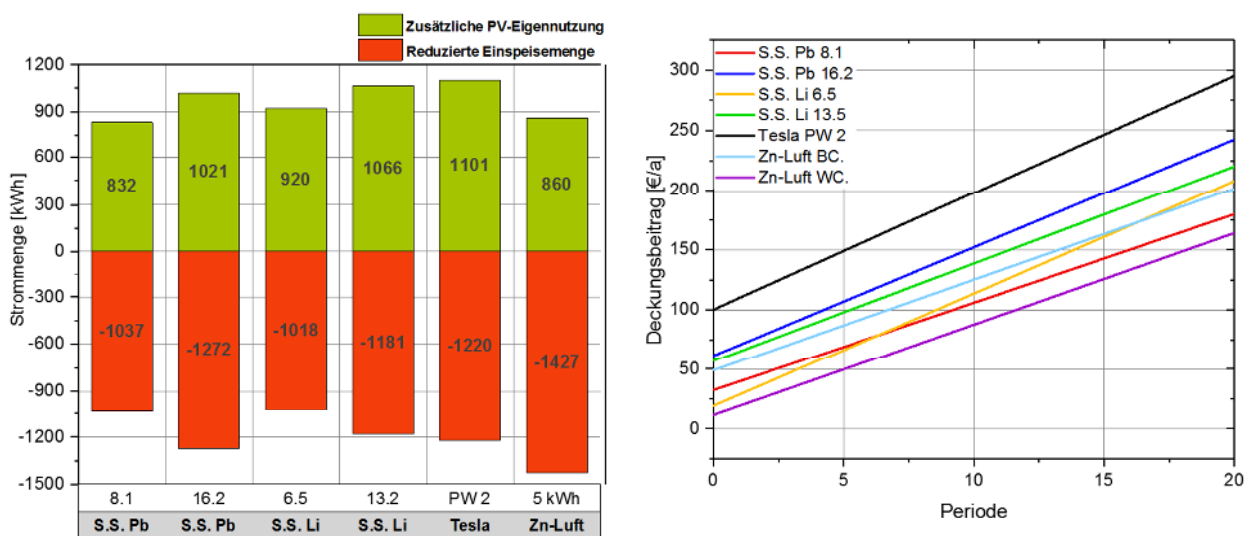 Zusätzliche PV-Eigennutzung
Reduzierte Einspeisemenge
Strommenge [kWh]
1200
900
600
300
0
-300
-600
-900
-1200
-1500
832
1021
920
1066
1101
860
-1037
-1272
-1018
-1181
-1220
-1427
8.1 16.2 6.5 13.2 PW 2 5 kWh
S.S. Pb S.S. Pb S.S. Li S.S. Li Tesla Zn-Luft
S.S. Pb 8.1
S.S. Pb 16.2
S.S. Li 6.5
S.S. Li 13.5
Tesla PW 2
Zn-Luft BC.
Zn-Luft WC.
Deckungsbeitrag [€/a]
300
250
200
150
100
50
0
0 5 10 15 20
Periode